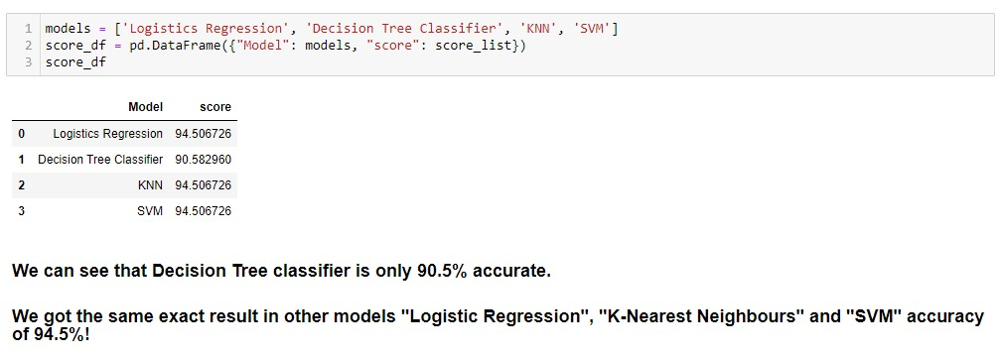 1 models = ['Logistics Regression', 'Decision Tree Classifier', 'KNN', 'SVM']
2 score_df = pd.DataFrame({"Model": models, "score": score_list})
3 score_df
Model score
0 Logistics Regression 94.506726
1 Decision Tree Classifier 90.582960
2 KNN 94.506726
3 SVM 94.506726
We can see that Decision Tree classifier is only 90.5% accurate.
We got the same exact result in other models "Logistic Regression", "K-Nearest Neighbours" and "SVM" accuracy
of 94.5%!